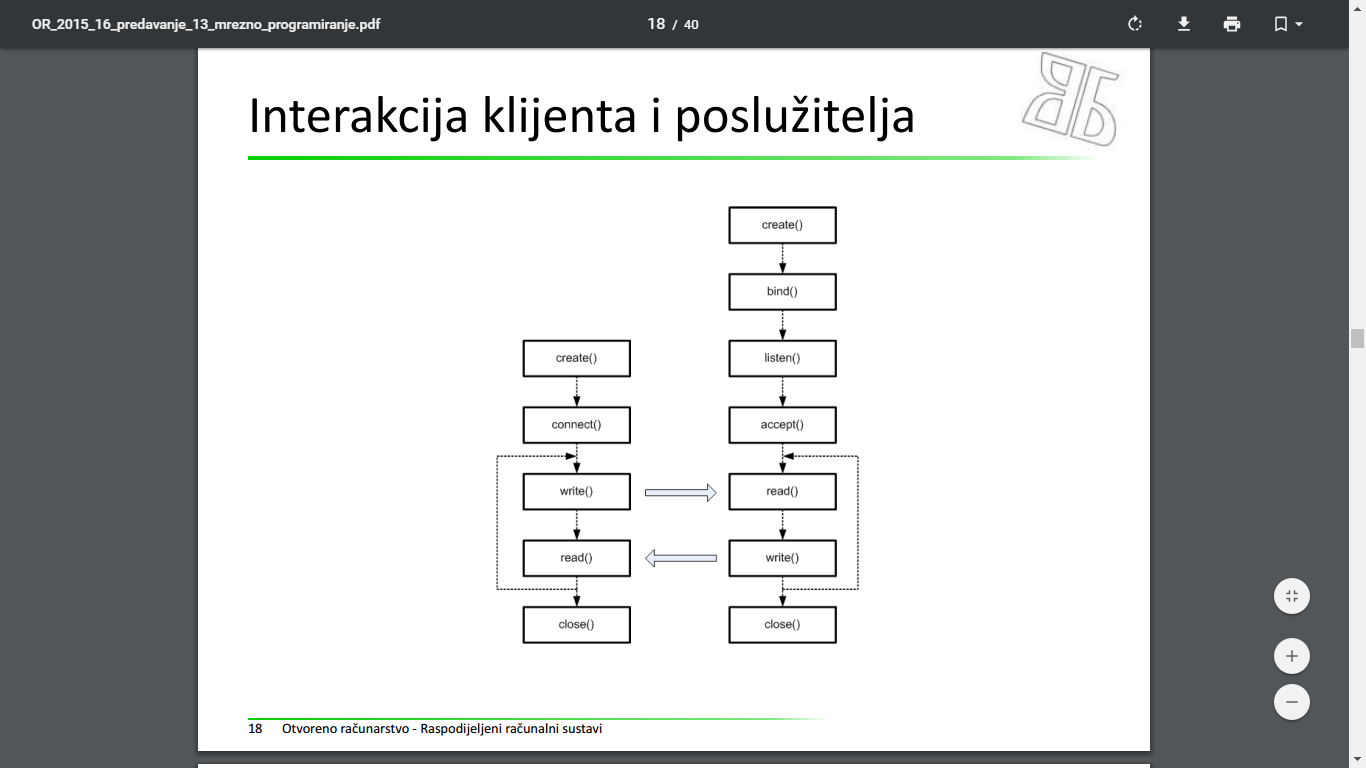 OR_2015_16_predavanje_13_mrezno_programiranje.pdf
18 / 40
Interakcija klijenta i poslužitelja
create()
bind()
create()
listen()
connect()
accept()
write()
read()
read()
write()
close()
close()
18 Otvoreno računarstvo - Raspodijeljeni računalni sustavi